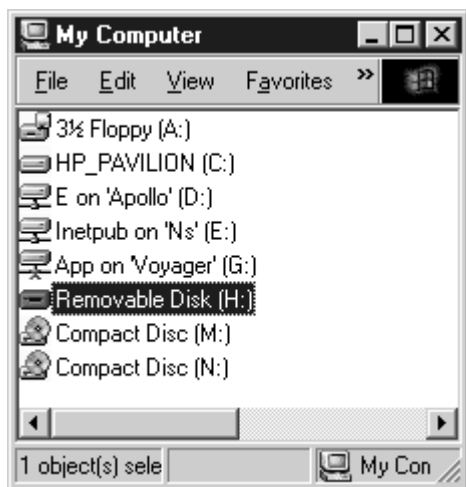 My Computer
File Edit View Favorites »
3½ Floppy (A:)
HP_PAVILION (C:)
E on 'Apollo' (D:)
Inetpub on 'Ns' (E:)
App on 'Voyager' (G:)
Removable Disk (H:)
Compact Disc (M:)
Compact Disc (N:)
1 object(s) sele My Con